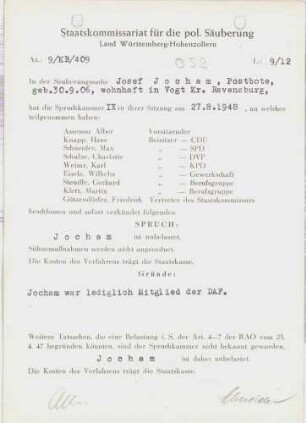 Staatskommissariat für die pol. Säuberung
Land Württemberg-Hohenzollern
Az.: 9/KB/409
L: 9/12
In der Säuberungssache Josef Jocham, Postbote,
geb.30.9.06, wohnhaft in Vogt Kr. Ravensburg,
hat die Spruchkammer IX in ihrer Sitzung am 27.8.1948, an welcher
teilgenommen haben:
Assessor Alber Vorsitzender
Knapp, Hans Beisitzer — CDU
Schneider, Max „ — SPD
Schulze, Charlotte „ — DVP
Weimer, Karl „ — KPD
Eisele, Wilhelm „ — Gewerkschaft
Staudte, Gerhard „ — Berufsgruppe
Klett, Martin „ — Berufsgruppe
Götzendörfer, Friedrich Vertreter des Staatskommissars
beschlossen und sofort verkündet folgenden
SPRUCH:
Jocham ist unbelastet.
Sühnemaßnahmen werden nicht angeordnet.
Die Kosten des Verfahrens trägt die Staatskasse.
Gründe:
Jocham war lediglich Mitglied der DAF.
Weitere Tatsachen, die eine Belastung i. S. der Art. 4—7 der RAO vom 25.
4. 47 begründen könnten, sind der Spruchkammer nicht bekannt geworden.
Jocham ist daher unbelastet.
Die Kosten des Verfahrens trägt die Staatskasse.